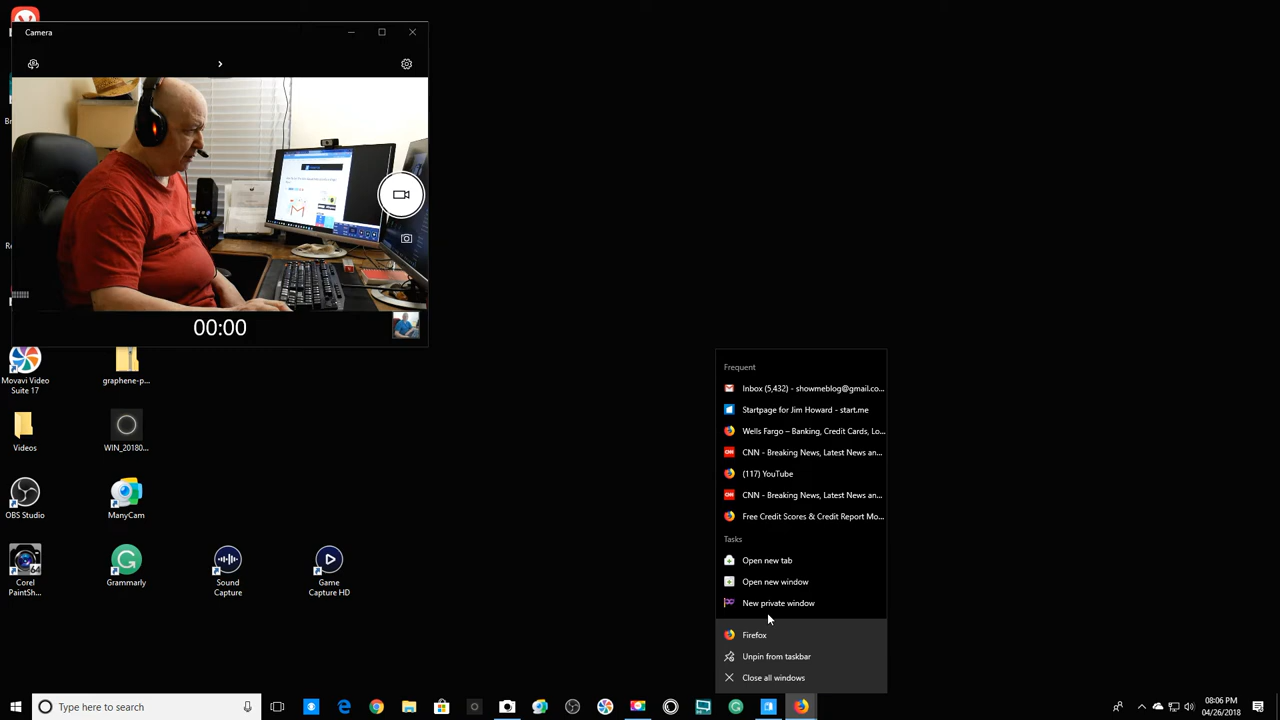 Camera
00:00
Movavi Video
Suite 17
graphene-p...
Videos
WIN_20180...
OBS Studio
ManyCam
Corel
PaintSh...
Grammarly
Sound
Capture
Game
Capture HD
Frequent
Inbox (5,432) - showmeblog@gmail.co...
Startpage for Jim Howard - start.me
Wells Fargo – Banking, Credit Cards, Lo...
CNN - Breaking News, Latest News an...
(117) YouTube
CNN - Breaking News, Latest News an...
Free Credit Scores & Credit Report Mo...
Tasks
Open new tab
Open new window
New private window
Firefox
Unpin from taskbar
Close all windows
Type here to search
08:06 PM
04/26/2018